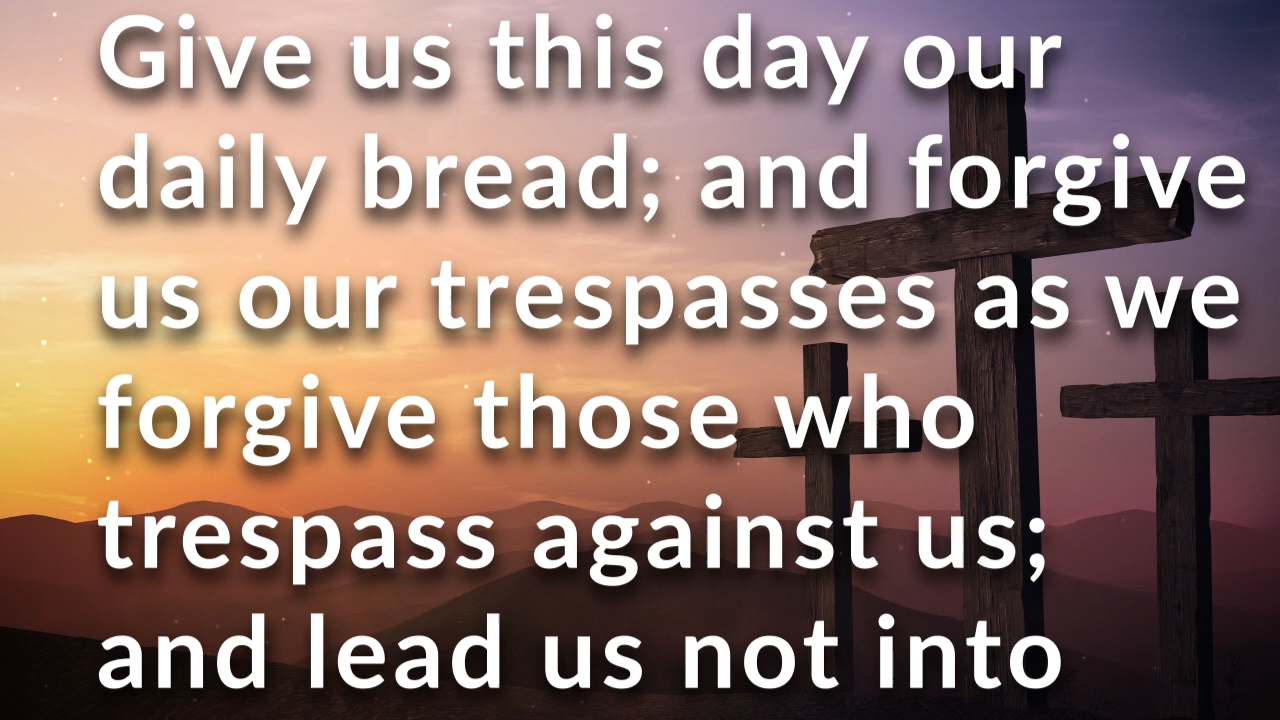 Give us this day our
daily bread; and forgive
us our trespasses as we
forgive those who
trespass against us;
and lead us not into